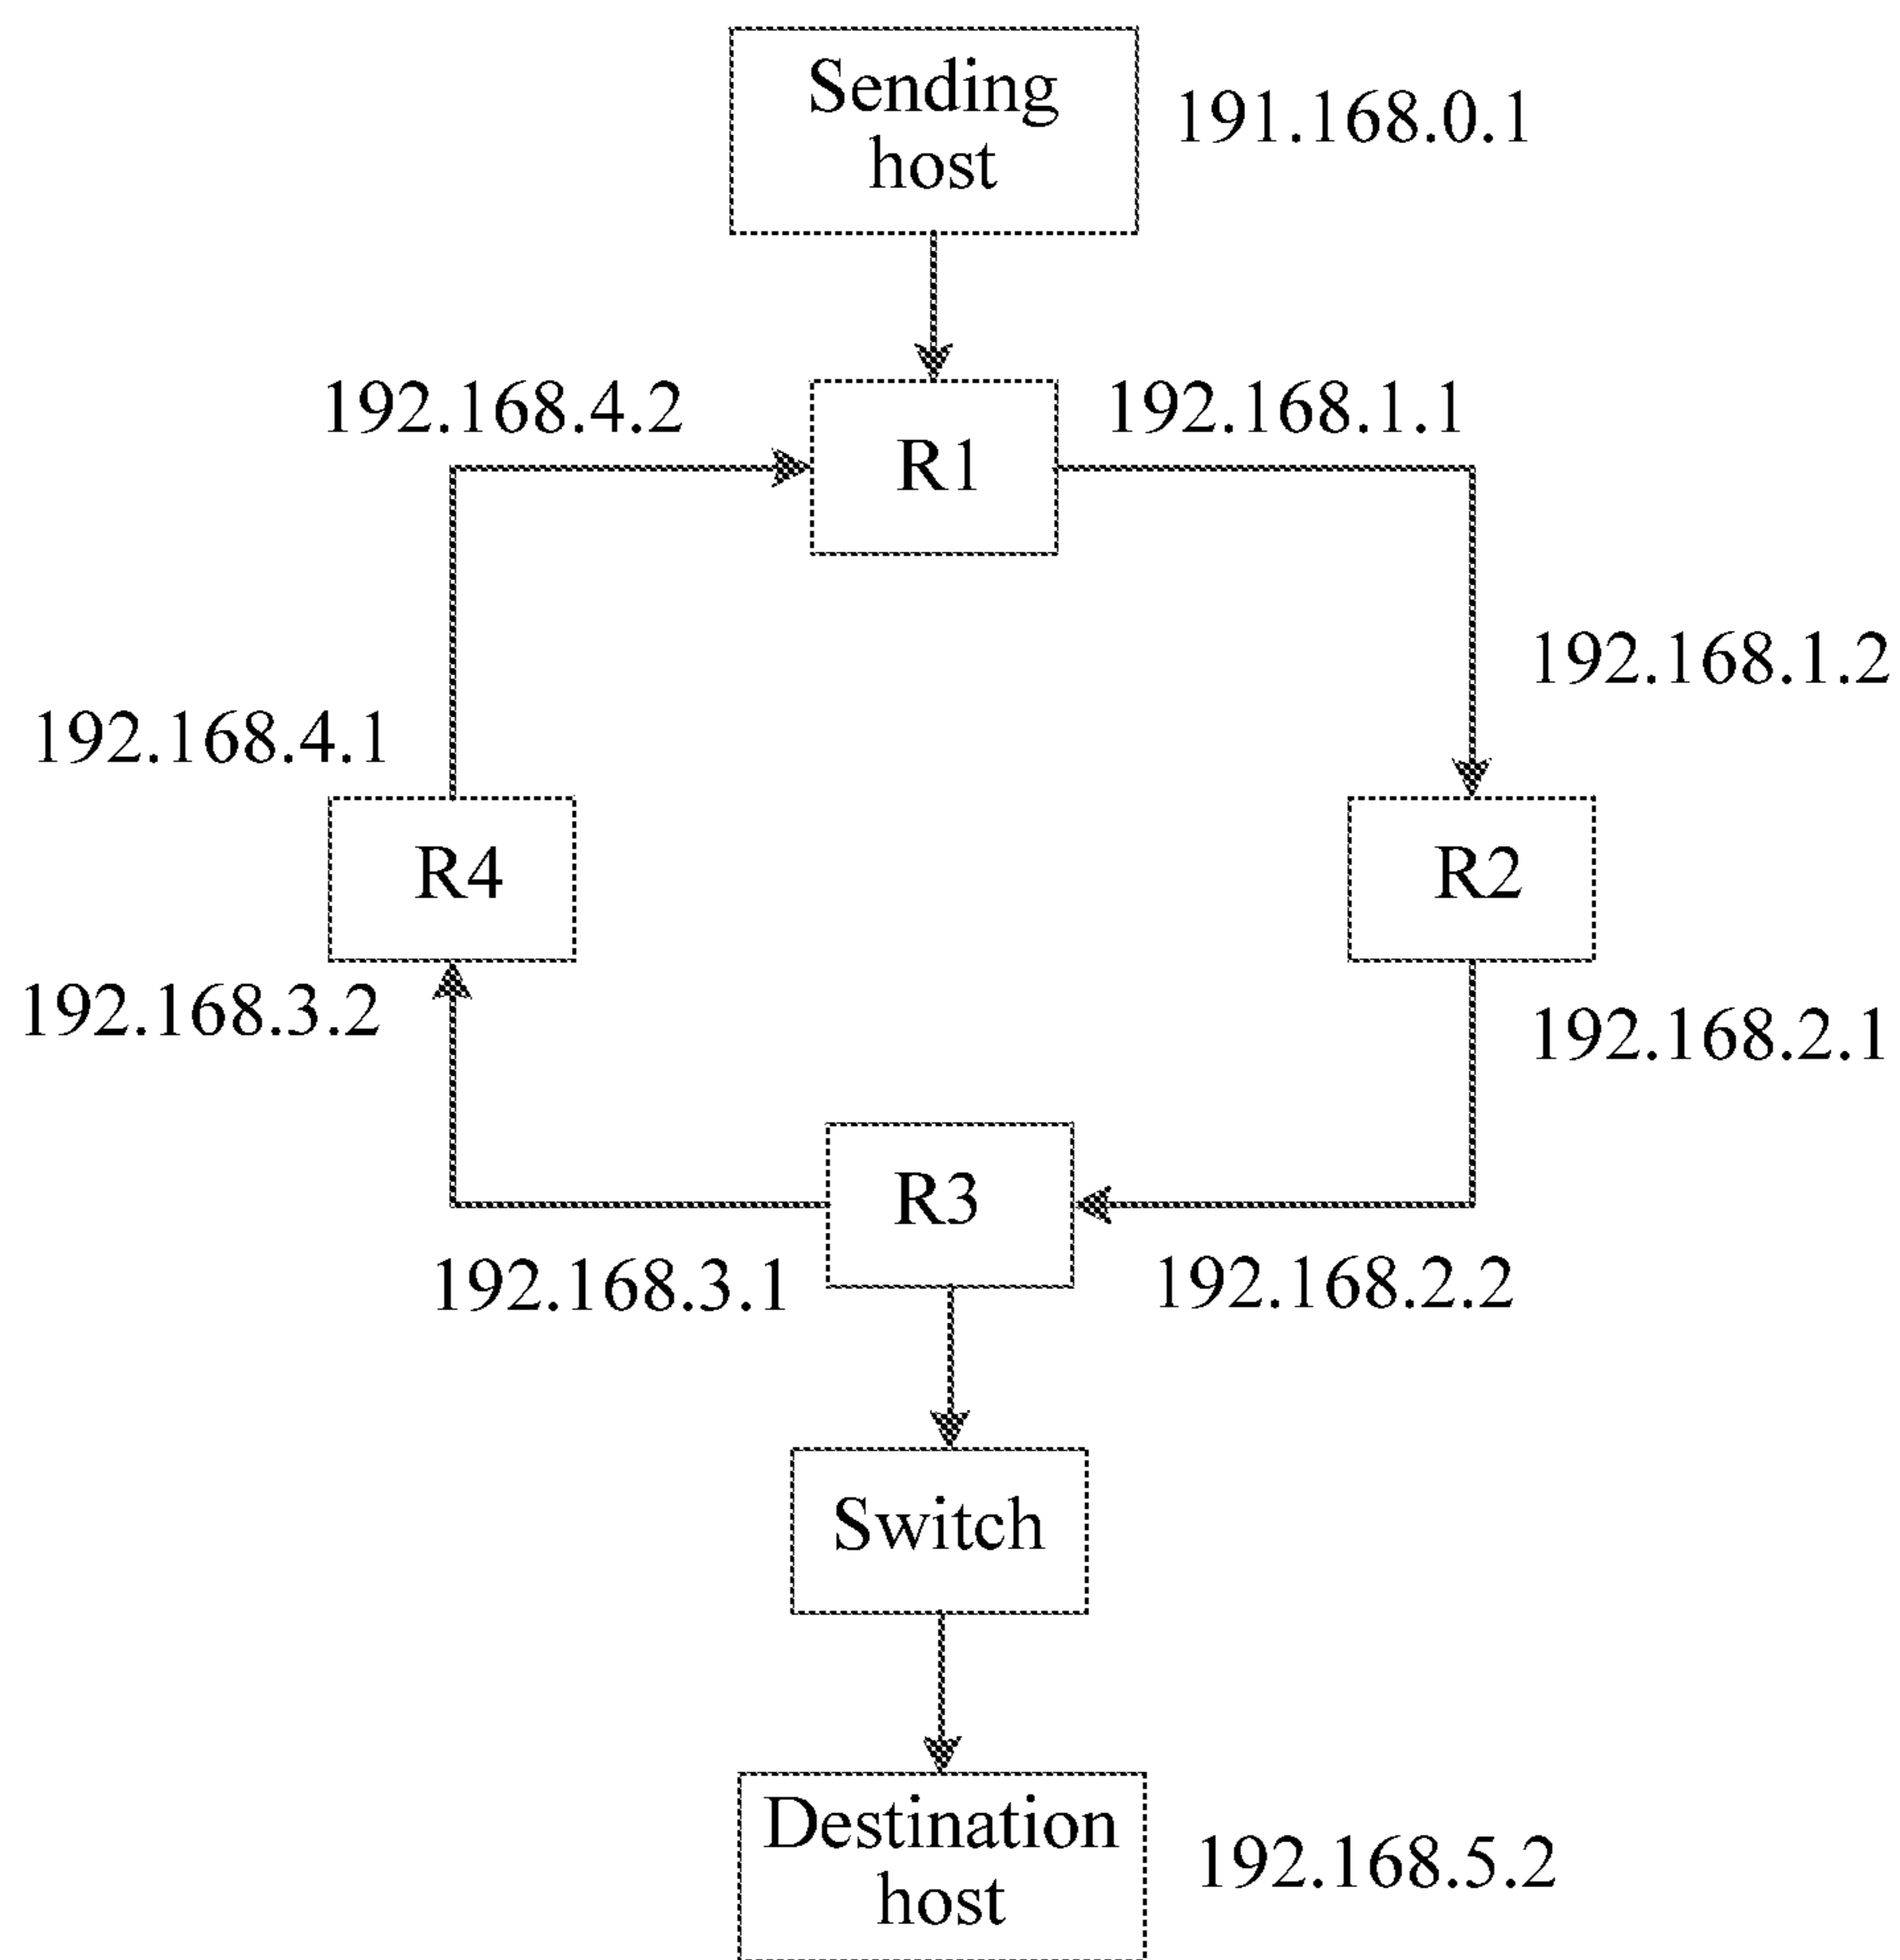 Sending
host
191.168.0.1
192.168.4.2
192.168.1.1
R1
192.168.1.2
192.168.4.1
R4
R2
192.168.3.2
192.168.2.1
R3
192.168.3.1
192.168.2.2
Switch
Destination
host
192.168.5.2